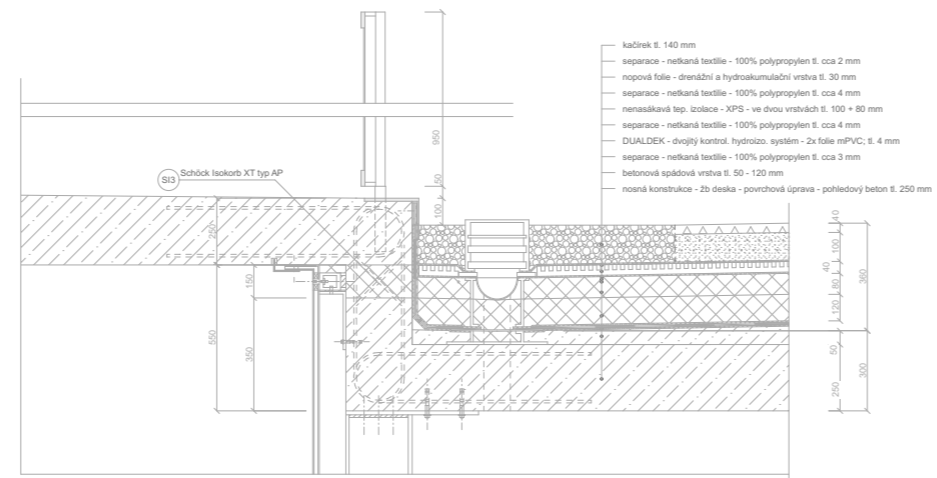 kačírek tl. 140 mm
separace - netkaná textilie - 100% polypropylen tl. cca 2 mm
nopová folie - drenážní a hydroakumulační vrstva tl. 30 mm
separace - netkaná textilie - 100% polypropylen tl. cca 4 mm
nenasákavá tep. izolace - XPS - ve dvou vrstvách tl. 100 + 80 mm
separace - netkaná textilie - 100% polypropylen tl. cca 4 mm
DUALDEK - dvojitý kontrol. hydroizo. systém - 2x folie mPVC; tl. 4 mm
separace - netkaná textilie - 100% polypropylen tl. cca 3 mm
betonová spádová vrstva tl. 50 - 120 mm
nosná konstrukce - žb deska - povrchová úprava - pohledový beton tl. 250 mm
SI3 Schöck Isokorb XT typ AP
950
50
100
250
150
550
350
40
100
40
80
120
360
50
250
300